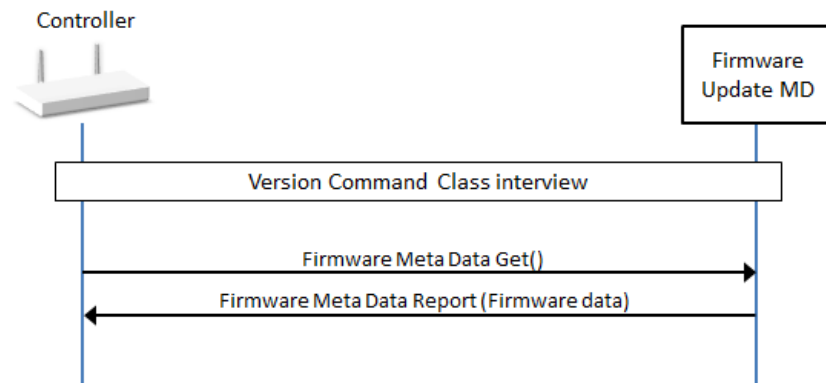 Controller
Firmware
Update MD
Version Command Class interview
Firmware Meta Data Get()
Firmware Meta Data Report (Firmware data)